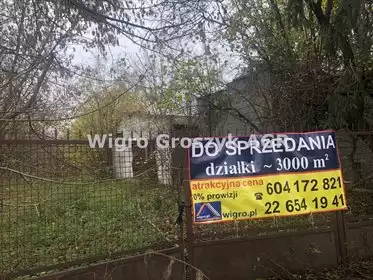 Wigro Groszyk
DO SPRZEDANIA
działki ~ 3000 m²
atrakcyjna cena
604 172 821
0% prowizji
22 654 19 41
wigro.pl